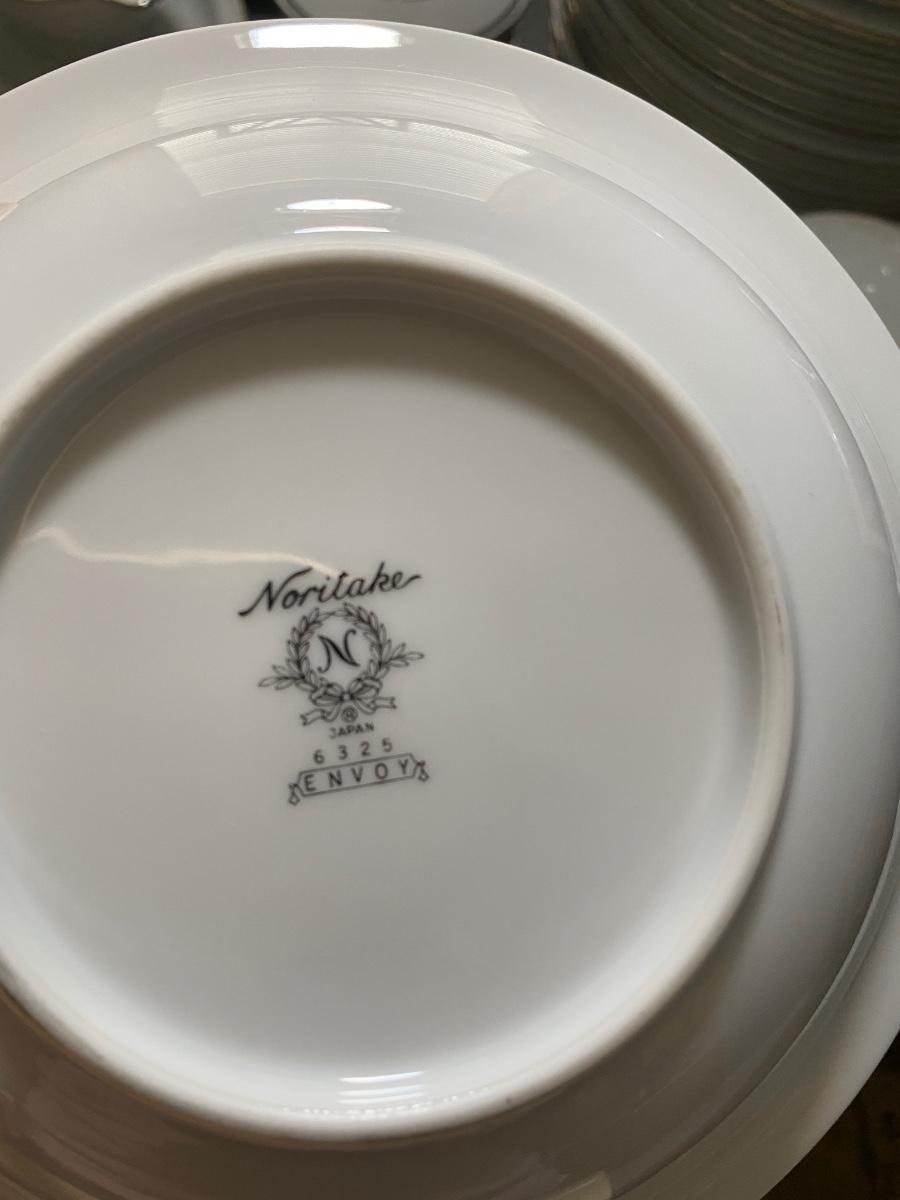 Noritake
N
®
JAPAN
6325
ENVOY